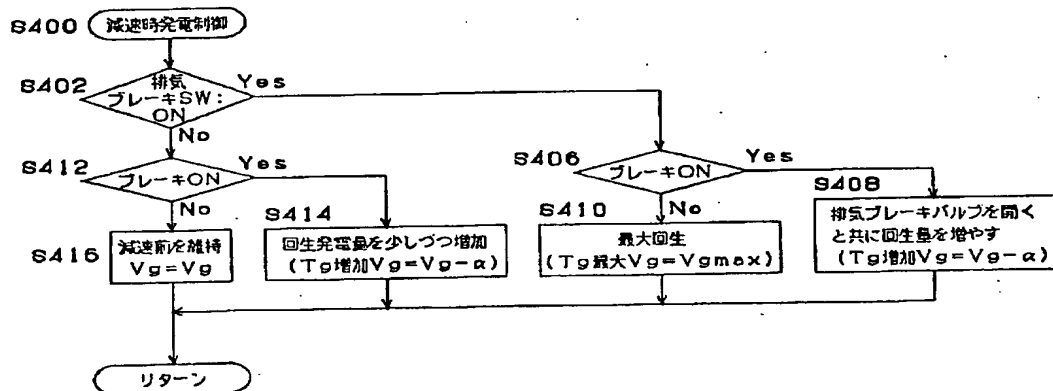 S400 減速時発電制御
S402 排気
ブレーキSW:
ON
Yes
No
S412 ブレーキON
Yes
No
S406 ブレーキON
Yes
No
S416 減速前を維持
Vg=Vg
S414
回生発電量を少しづつ増加
(Tg増加Vg=Vg-α)
S410
最大回生
(Tg最大Vg=Vgmax)
S408
排気ブレーキバルブを開く
と共に回生量を増やす
(Tg増加Vg=Vg-α)
リターン